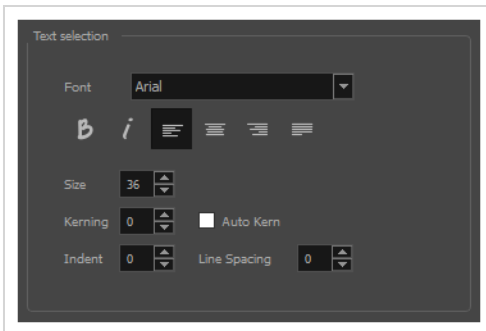 Text selection
Font Arial
B i
Size 36
Kerning 0 Auto Kern
Indent 0 Line Spacing 0